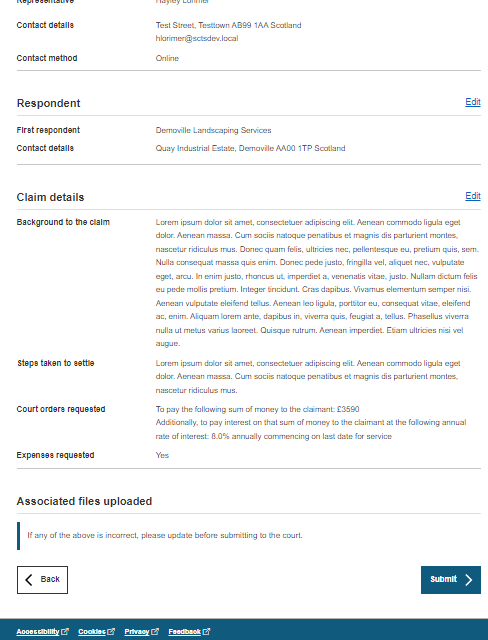 Representative Hayley Lorimer
Contact details Test Street, Testtown AB99 1AA Scotland
hlorimer@sctsdev.local
Contact method Online
Respondent Edit
First respondent Demoville Landscaping Services
Contact details Quay Industrial Estate, Demoville AA00 1TP Scotland
Claim details Edit
Background to the claim Lorem ipsum dolor sit amet, consectetuer adipiscing elit. Aenean commodo ligula eget
dolor. Aenean massa. Cum sociis natoque penatibus et magnis dis parturient montes,
nascetur ridiculus mus. Donec quam felis, ultricies nec, pellentesque eu, pretium quis, sem.
Nulla consequat massa quis enim. Donec pede justo, fringilla vel, aliquet nec, vulputate
eget, arcu. In enim justo, rhoncus ut, imperdiet a, venenatis vitae, justo. Nullam dictum felis
eu pede mollis pretium. Integer tincidunt. Cras dapibus. Vivamus elementum semper nisi.
Aenean vulputate eleifend tellus. Aenean leo ligula, porttitor eu, consequat vitae, eleifend
ac, enim. Aliquam lorem ante, dapibus in, viverra quis, feugiat a, tellus. Phasellus viverra
nulla ut metus varius laoreet. Quisque rutrum. Aenean imperdiet. Etiam ultricies nisi vel
augue.
Steps taken to settle Lorem ipsum dolor sit amet, consectetuer adipiscing elit. Aenean commodo ligula eget
dolor. Aenean massa. Cum sociis natoque penatibus et magnis dis parturient montes,
nascetur ridiculus mus.
Court orders requested To pay the following sum of money to the claimant: £3590
Additionally, to pay interest on that sum of money to the claimant at the following annual
rate of interest: 8.0% annually commencing on last date for service
Expenses requested Yes
Associated files uploaded
If any of the above is incorrect, please update before submitting to the court.
Back Submit
Accessibility Cookies Privacy Feedback